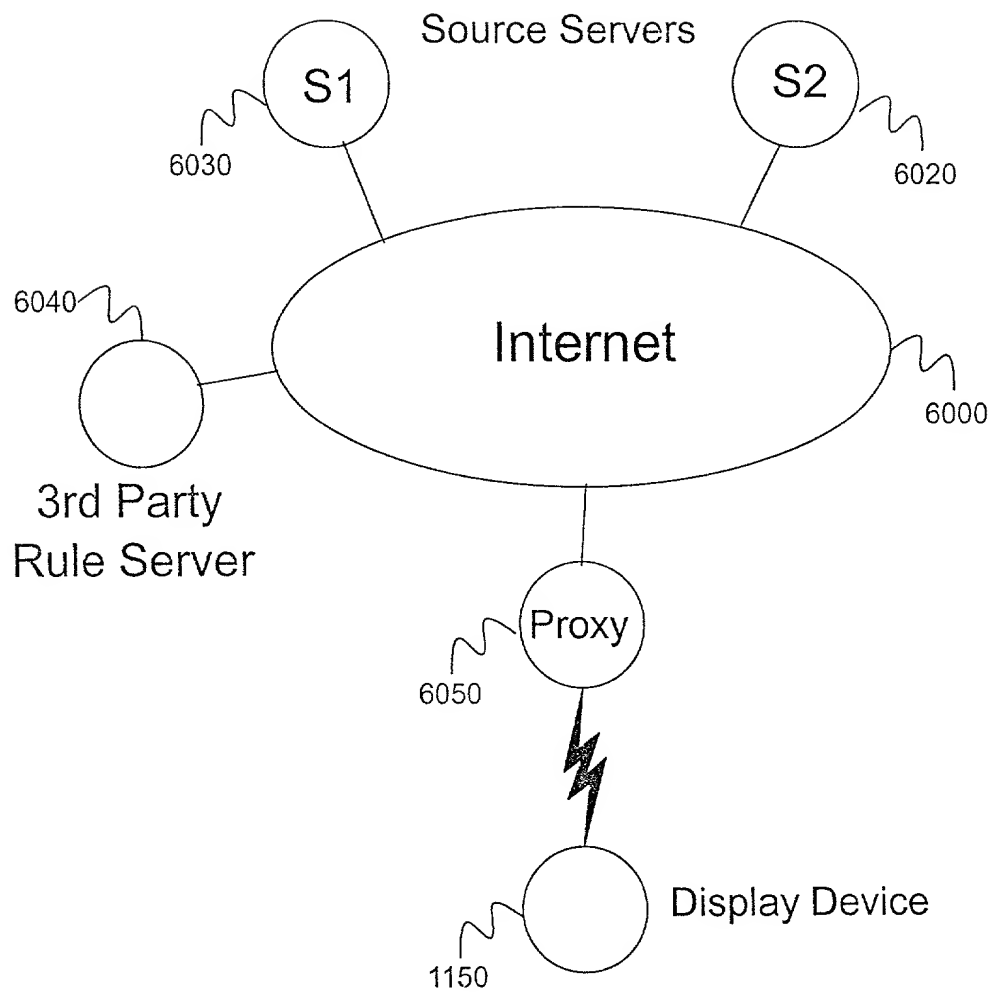 Source Servers
S1
S2
6030
6020
6040
Internet
6000
3rd Party
Rule Server
Proxy
6050
Display Device
1150